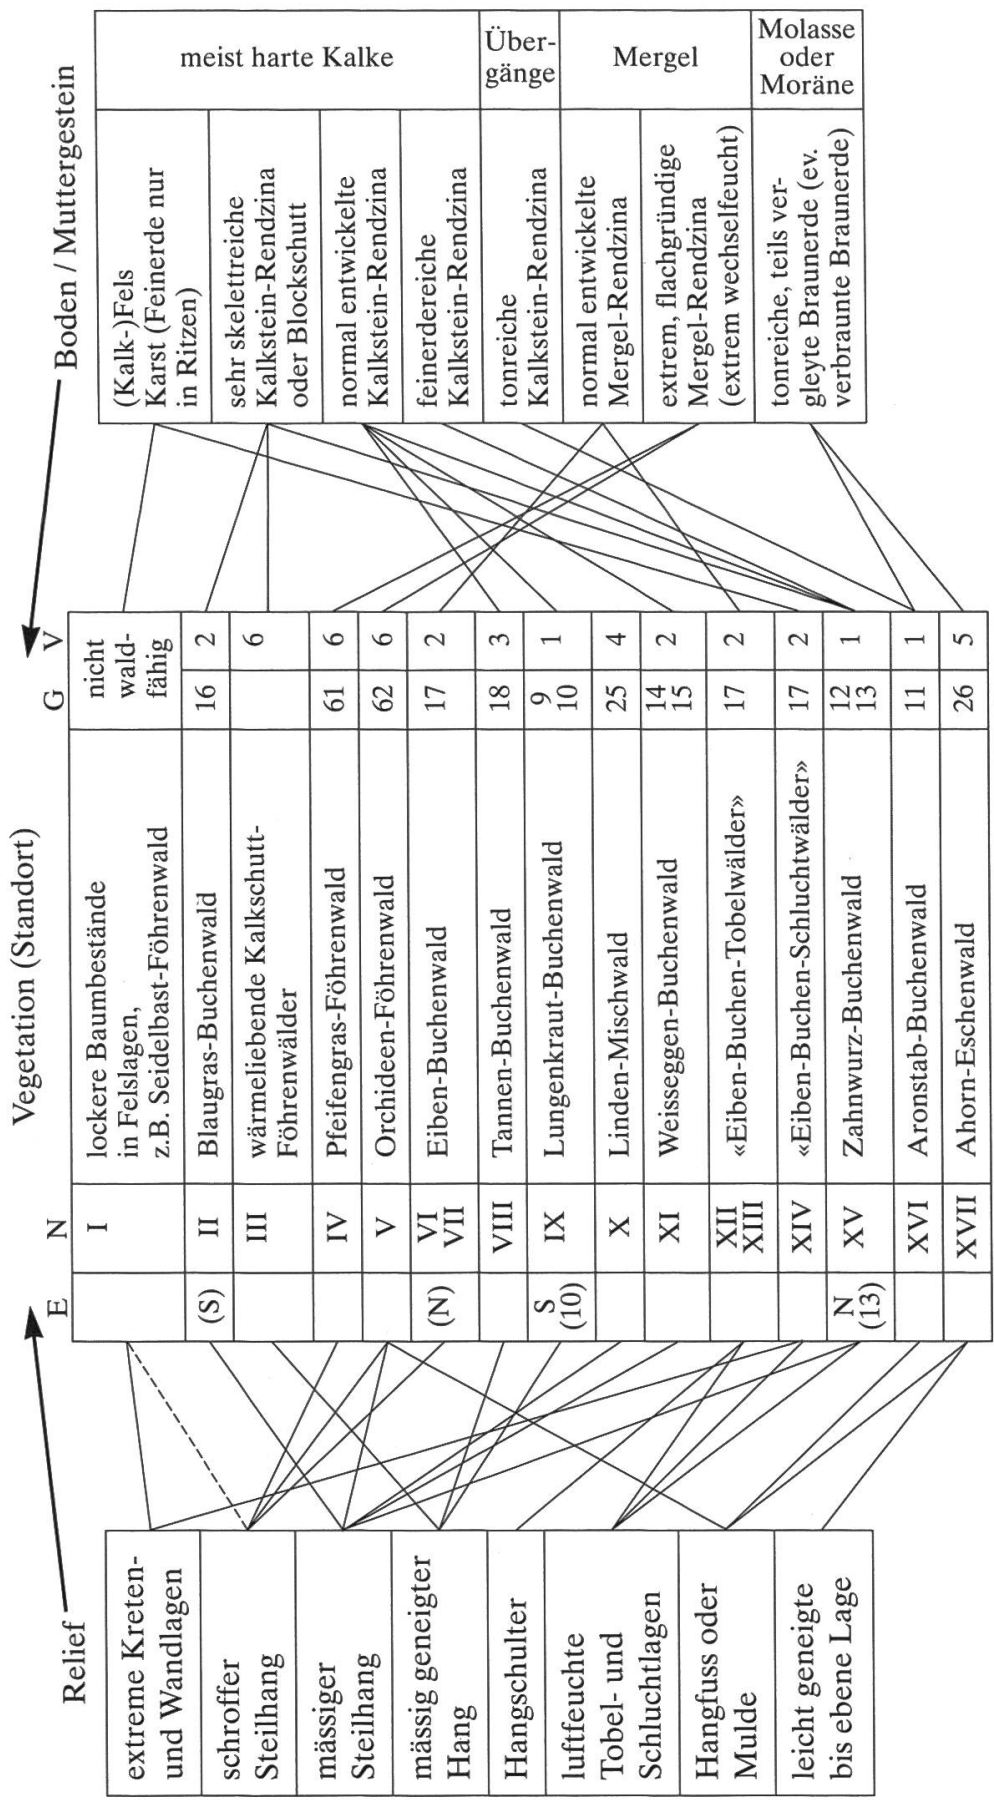 Vegetation (Standort)
Relief
Boden / Muttergestein
E
N
G
V
extreme Kreten-
und Wandlagen
schroffer
Steilhang
mässiger
Steilhang
mässig geneigter
Hang
Hangschulter
luftfeuchte
Tobel- und
Schluchtlagen
Hangfuss oder
Mulde
leicht geneigte
bis ebene Lage
I
lockere Baumbestände
in Felslagen,
z.B. Seidelbast-Föhrenwald
nicht
wald-
fähig
(S)
II
Blaugras-Buchenwald
16
2
III
wärmeliebende Kalkschutt-
Föhrenwälder
6
IV
Pfeifengras-Föhrenwald
61
6
V
Orchideen-Föhrenwald
62
6
(N)
VI
VII
Eiben-Buchenwald
17
2
VIII
Tannen-Buchenwald
18
3
S
(10)
IX
Lungenkraut-Buchenwald
9
10
1
X
Linden-Mischwald
25
4
XI
Weisseggen-Buchenwald
14
15
2
XII
XIII
«Eiben-Buchen-Tobelwälder»
17
2
XIV
«Eiben-Buchen-Schluchtwälder»
17
2
N
(13)
XV
Zahnwurz-Buchenwald
12
13
1
XVI
Aronstab-Buchenwald
11
1
XVII
Ahorn-Eschenwald
26
5
(Kalk-)Fels
Karst (Feinerde nur
in Ritzen)
sehr skelettreiche
Kalkstein-Rendzina
oder Blockschutt
normal entwickelte
Kalkstein-Rendzina
feinerdereiche
Kalkstein-Rendzina
tonreiche
Kalkstein-Rendzina
normal entwickelte
Mergel-Rendzina
extrem, flachgründige
Mergel-Rendzina
(extrem wechselfeucht)
tonreiche, teils ver-
gleyte Braunerde (ev.
verbraunte Braunerde)
meist harte Kalke
Über-
gänge
Mergel
Molasse
oder
Moräne